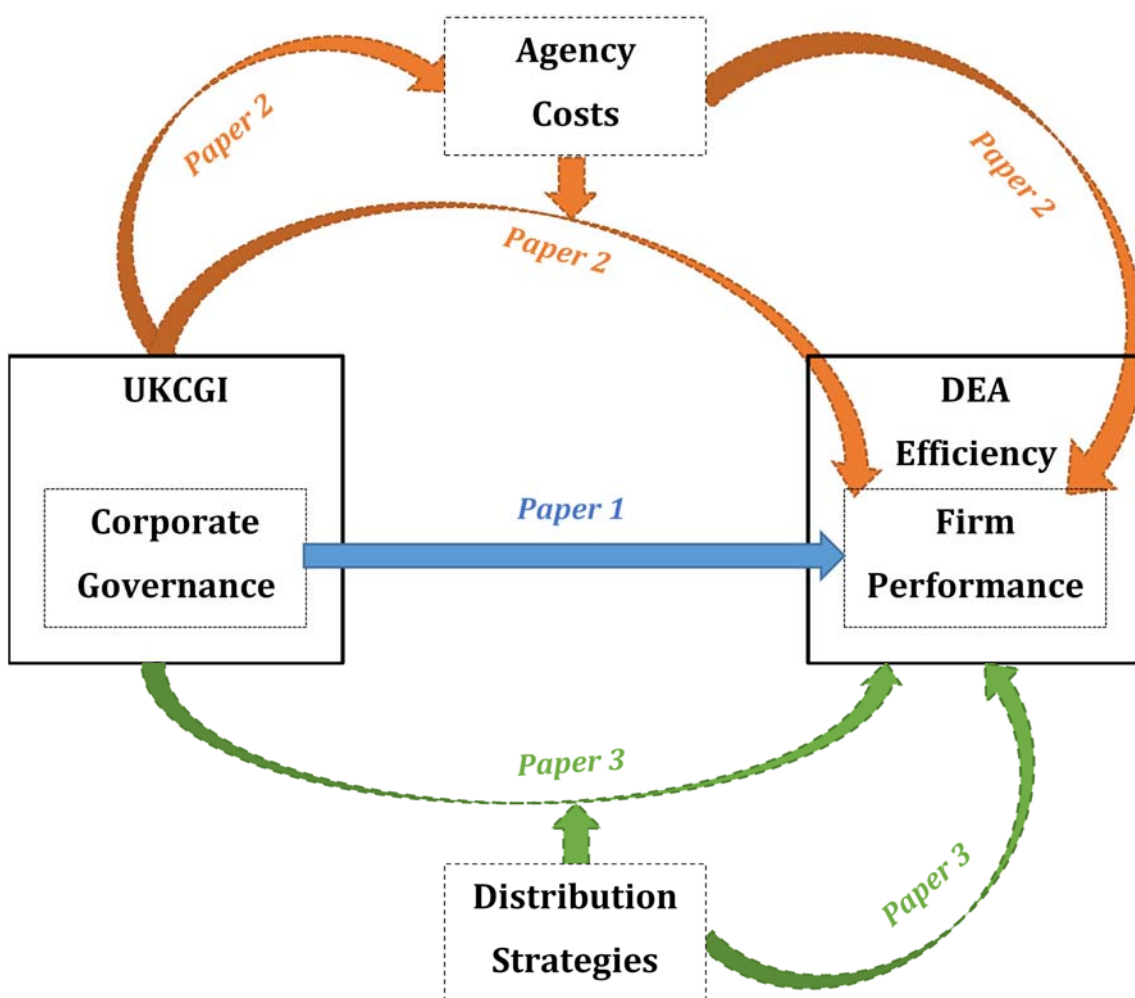 Agency
Costs
Paper 2
Paper 2
Paper 2
UKCGI
DEA
Efficiency
Corporate
Governance
Paper 1
Firm
Performance
Paper 3
Paper 3
Distribution
Strategies